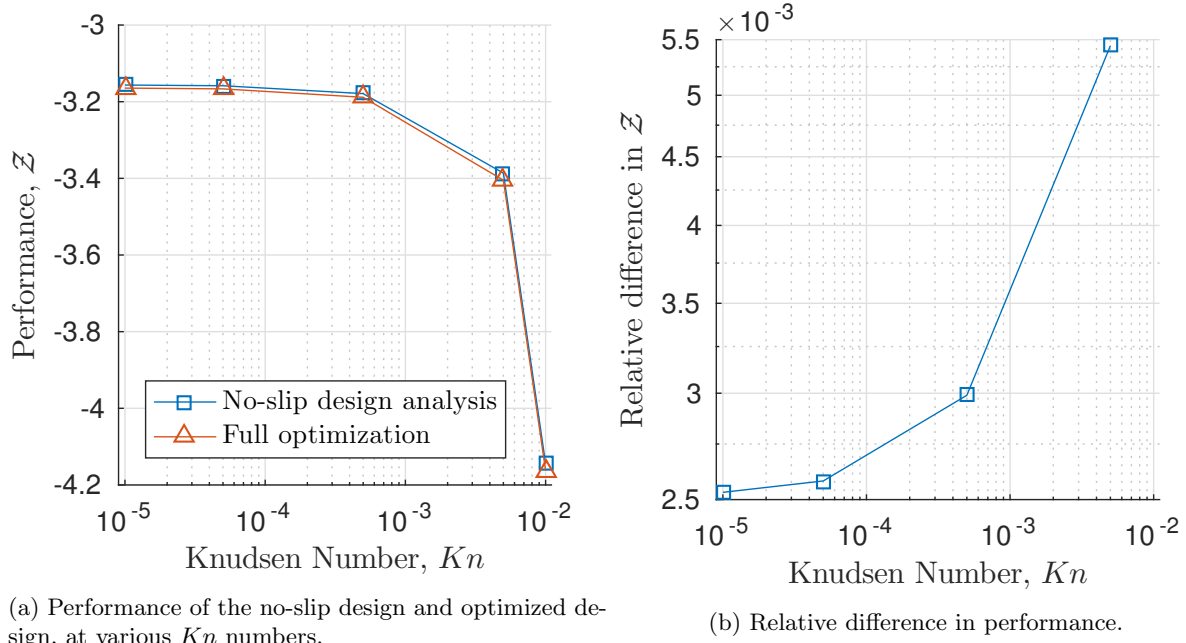 -3
-3.2
-3.4
-3.6
-3.8
-4
-4.2
Performance, 𝒵
No-slip design analysis
Full optimization
10⁻⁵ 10⁻⁴ 10⁻³ 10⁻²
Knudsen Number, Kn
(a) Performance of the no-slip design and optimized de-
sign, at various Kn numbers.
×10⁻³
5.5
5
4.5
4
3.5
3
2.5
Relative difference in 𝒵
10⁻⁵ 10⁻⁴ 10⁻³ 10⁻²
Knudsen Number, Kn
(b) Relative difference in performance.